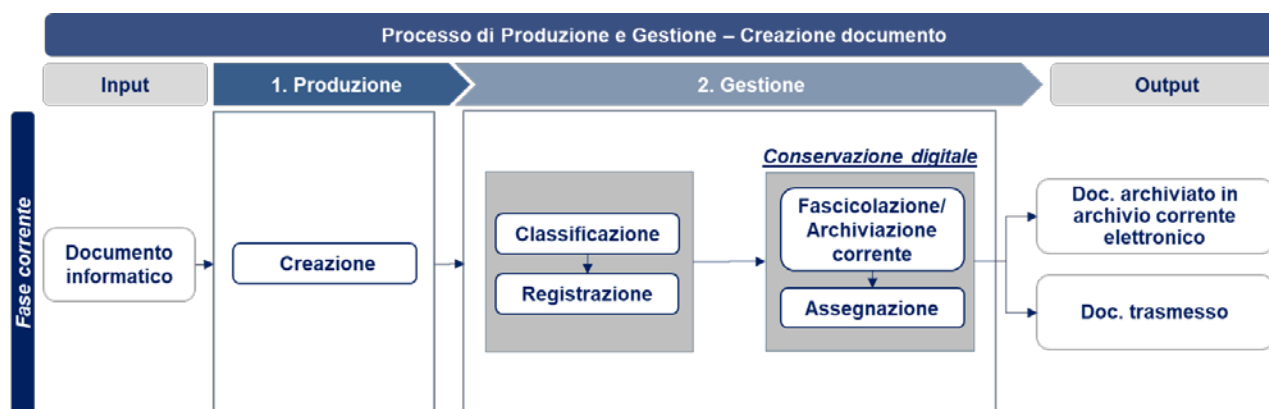 Processo di Produzione e Gestione – Creazione documento
Input
1. Produzione
2. Gestione
Output
Fase corrente
Documento
informatico
Creazione
Classificazione
Registrazione
Conservazione digitale
Fascicolazione/
Archiviazione
corrente
Assegnazione
Doc. archiviato in
archivio corrente
elettronico
Doc. trasmesso